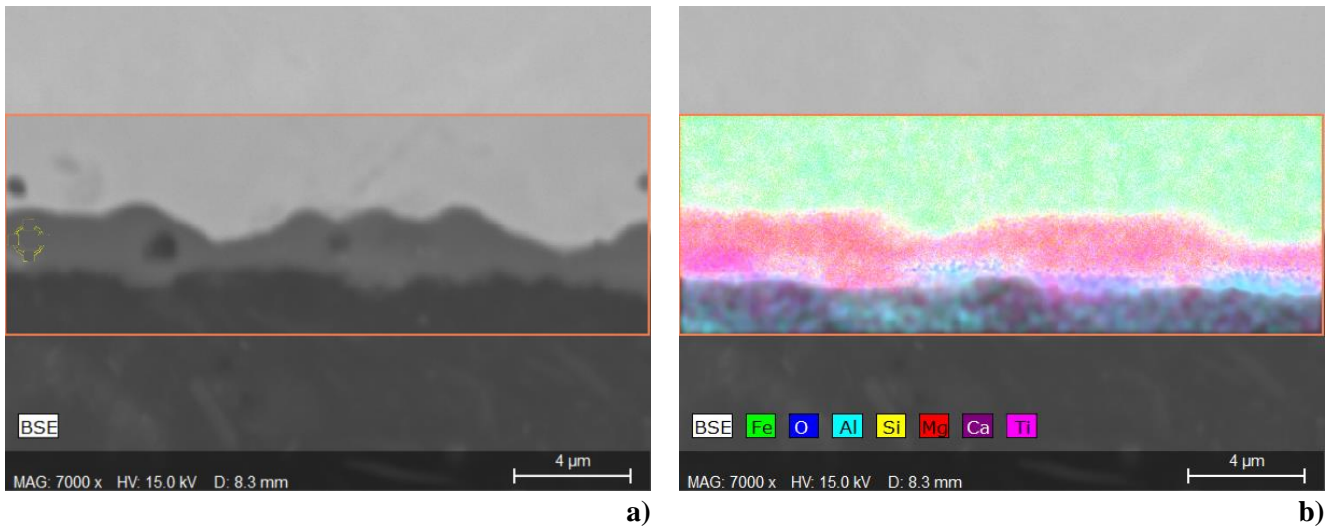 BSE
4 µm
MAG: 7000 x HV: 15.0 kV D: 8.3 mm
a)
BSE Fe O Al Si Mg Ca Ti
4 µm
MAG: 7000 x HV: 15.0 kV D: 8.3 mm
b)